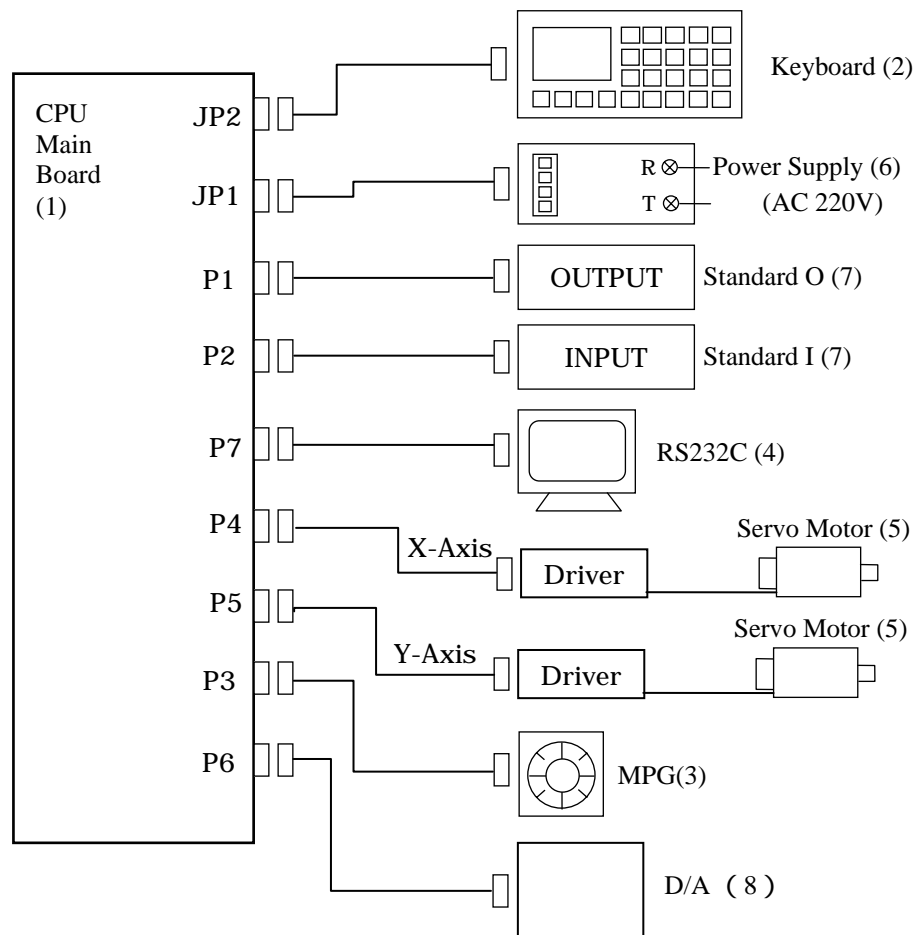 CPU
Main
Board
(1)
JP2
Keyboard (2)
JP1
R
Power Supply (6)
T
(AC 220V)
P1
OUTPUT
Standard O (7)
P2
INPUT
Standard I (7)
P7
RS232C (4)
P4
X-Axis
Driver
Servo Motor (5)
P5
Y-Axis
Driver
Servo Motor (5)
P3
MPG(3)
P6
D/A （8）